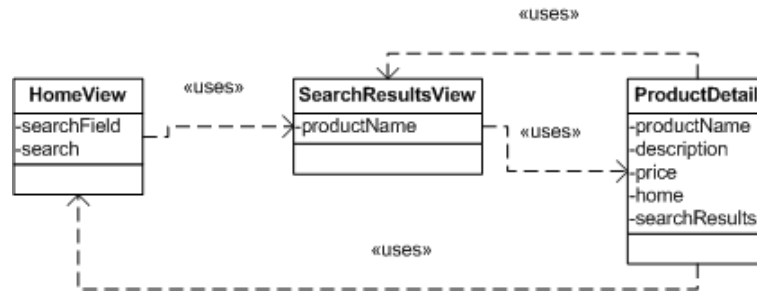 «uses»
«uses»
HomeView
-searchField
-search
SearchResultsView
-productName
«uses»
ProductDetail
-productName
-description
-price
-home
-searchResults
«uses»